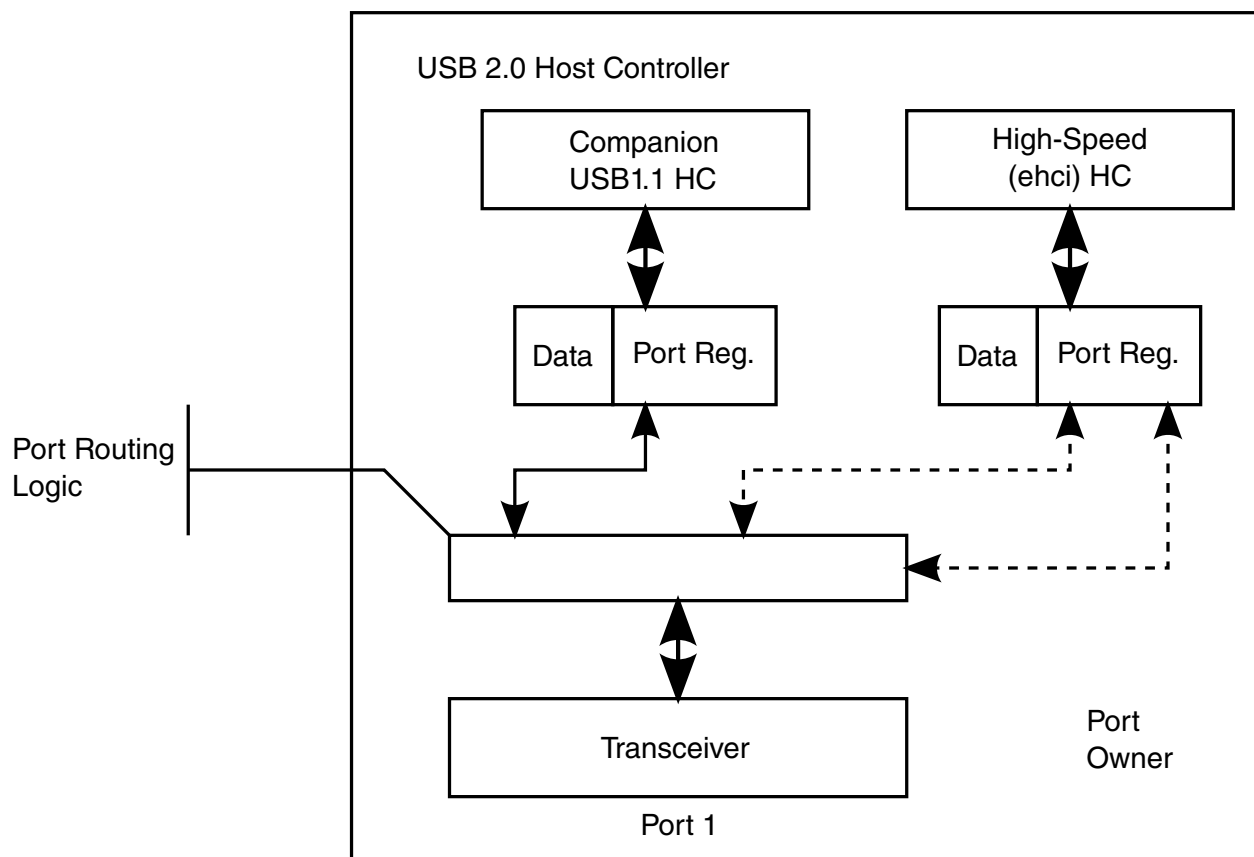 USB 2.0 Host Controller
Companion
USB1.1 HC
High-Speed
(ehci) HC
Data
Port Reg.
Data
Port Reg.
Port Routing
Logic
Transceiver
Port 1
Port
Owner